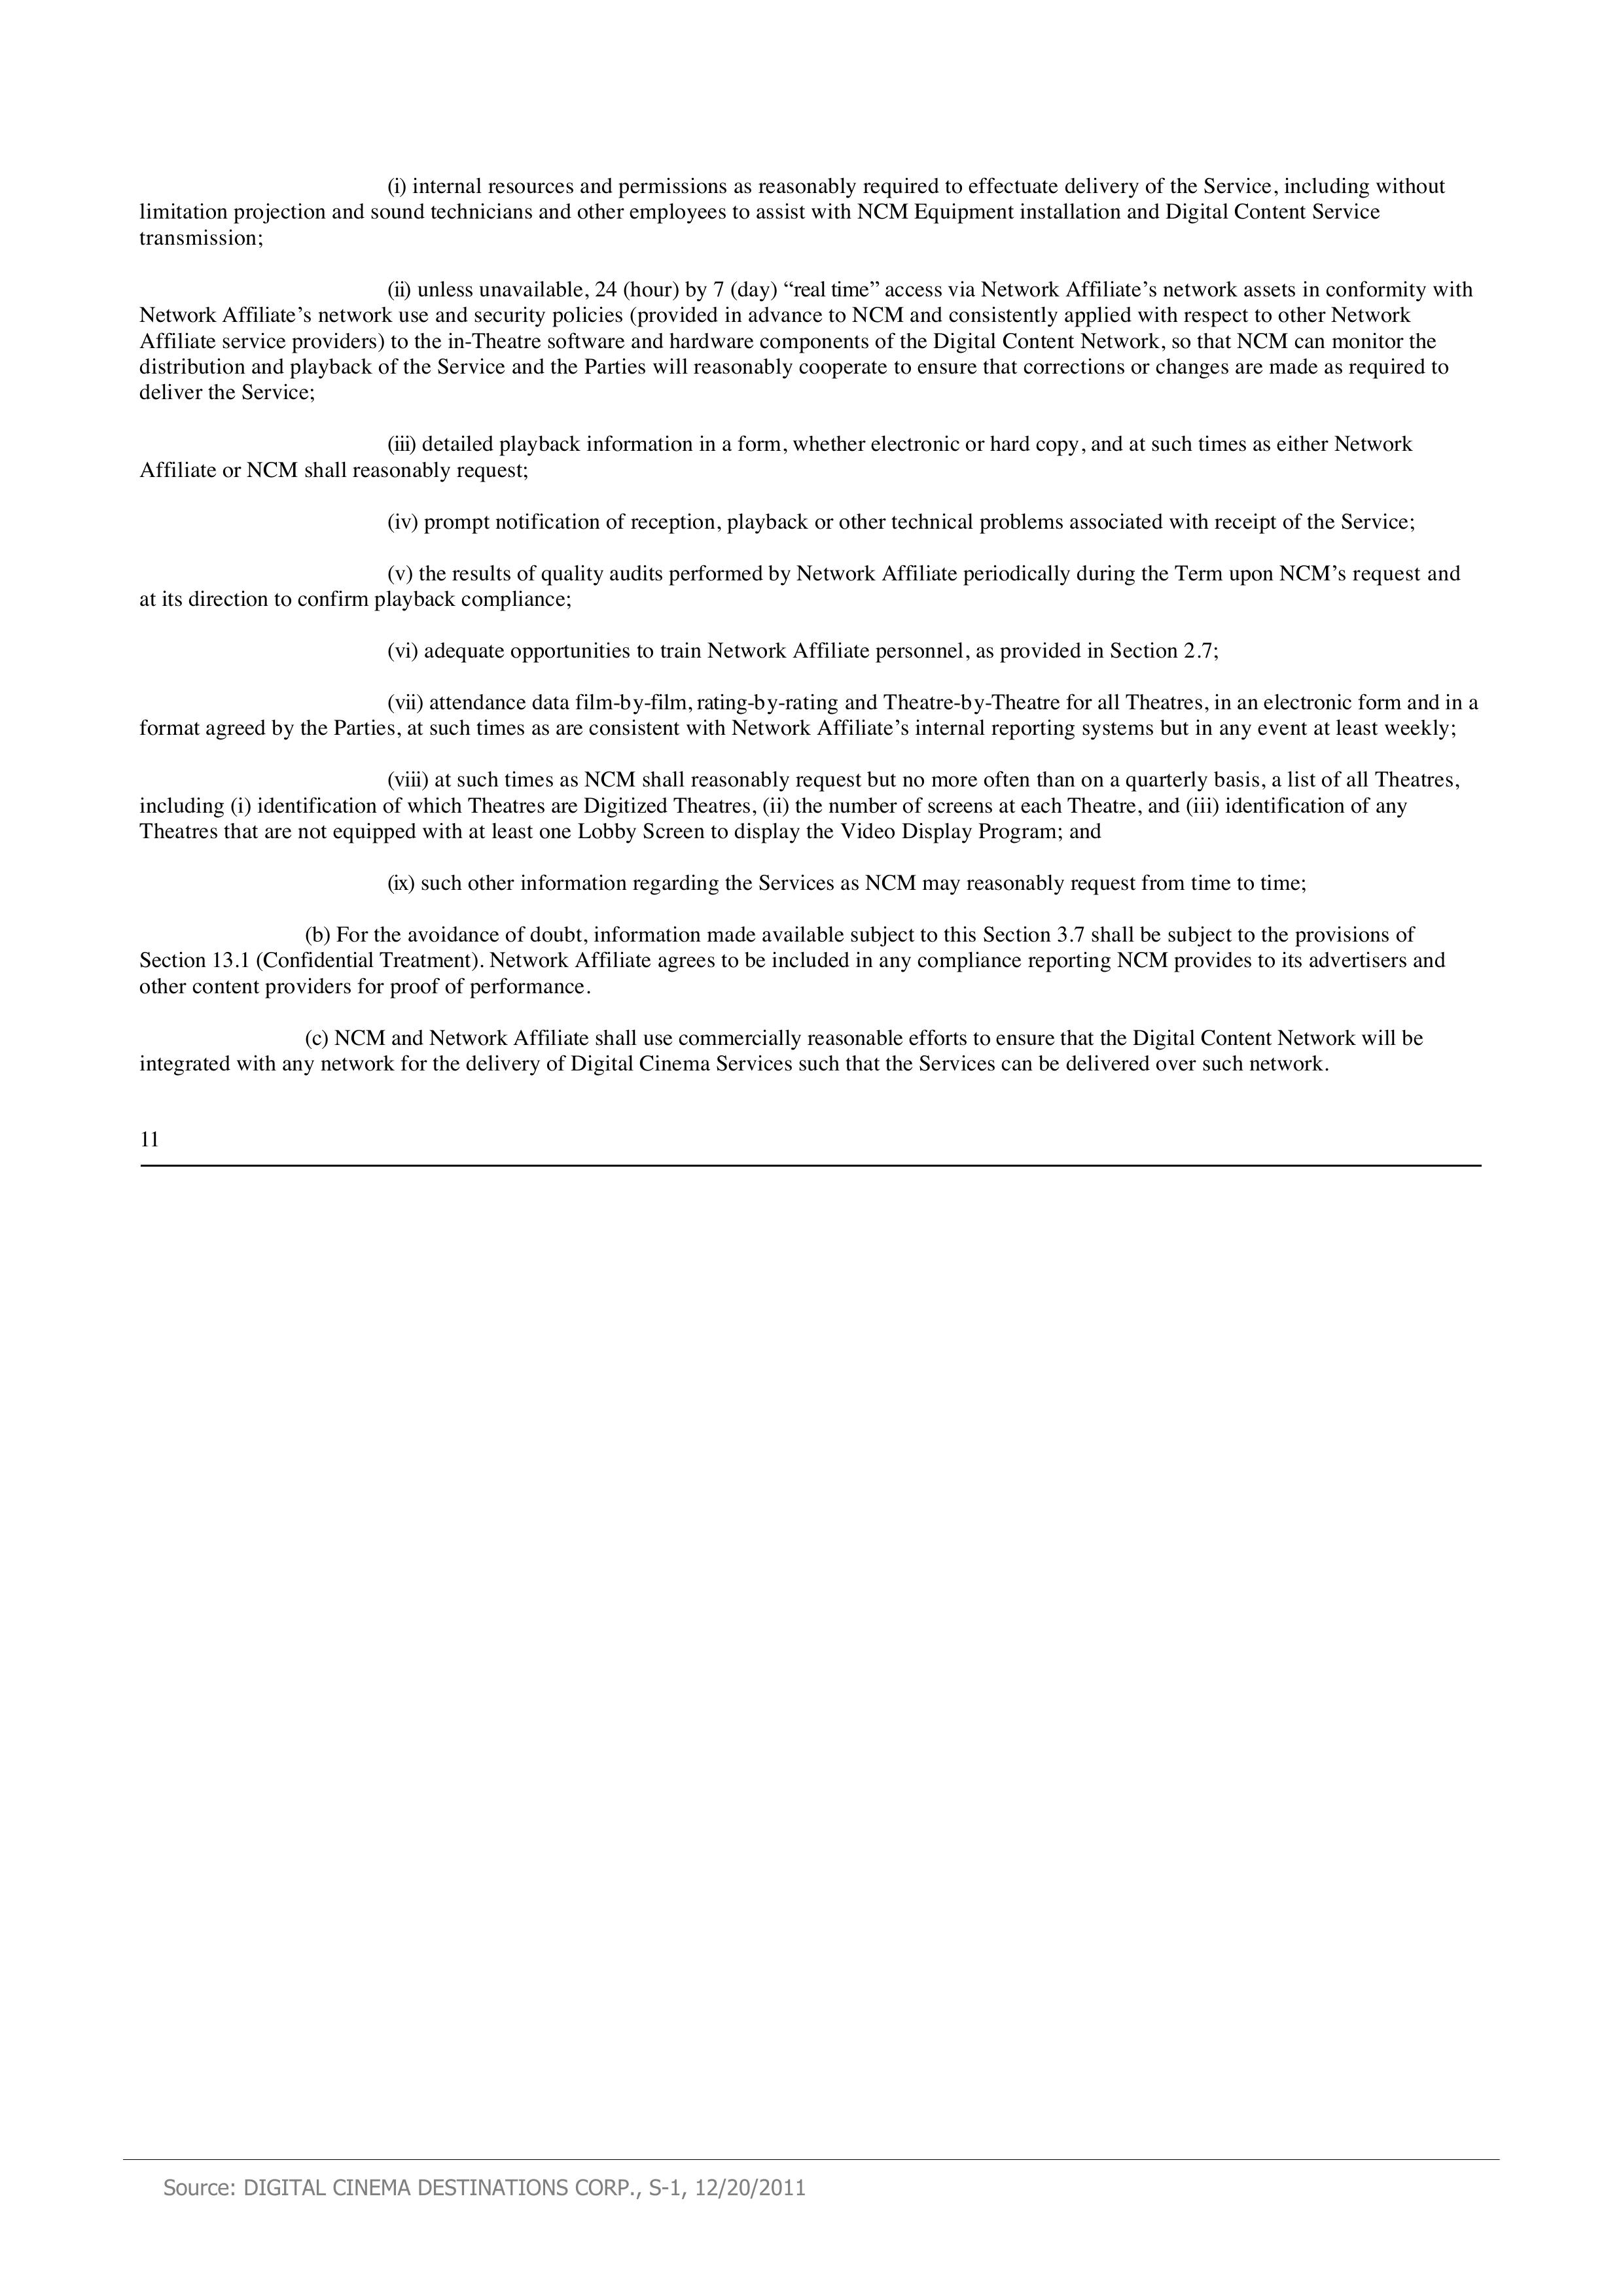 (i) internal resources and permissions as reasonably required to effectuate delivery of the Service, including without
limitation projection and sound technicians and other employees to assist with NCM Equipment installation and Digital Content Service
transmission;
(ii) unless unavailable, 24 (hour) by 7 (day) “real time” access via Network Affiliate’s network assets in conformity with
Network Affiliate’s network use and security policies (provided in advance to NCM and consistently applied with respect to other Network
Affiliate service providers) to the in-Theatre software and hardware components of the Digital Content Network, so that NCM can monitor the
distribution and playback of the Service and the Parties will reasonably cooperate to ensure that corrections or changes are made as required to
deliver the Service;
(iii) detailed playback information in a form, whether electronic or hard copy, and at such times as either Network
Affiliate or NCM shall reasonably request;
(iv) prompt notification of reception, playback or other technical problems associated with receipt of the Service;
(v) the results of quality audits performed by Network Affiliate periodically during the Term upon NCM’s request and
at its direction to confirm playback compliance;
(vi) adequate opportunities to train Network Affiliate personnel, as provided in Section 2.7;
(vii) attendance data film-by-film, rating-by-rating and Theatre-by-Theatre for all Theatres, in an electronic form and in a
format agreed by the Parties, at such times as are consistent with Network Affiliate’s internal reporting systems but in any event at least weekly;
(viii) at such times as NCM shall reasonably request but no more often than on a quarterly basis, a list of all Theatres,
including (i) identification of which Theatres are Digitized Theatres, (ii) the number of screens at each Theatre, and (iii) identification of any
Theatres that are not equipped with at least one Lobby Screen to display the Video Display Program; and
(ix) such other information regarding the Services as NCM may reasonably request from time to time;
(b) For the avoidance of doubt, information made available subject to this Section 3.7 shall be subject to the provisions of
Section 13.1 (Confidential Treatment). Network Affiliate agrees to be included in any compliance reporting NCM provides to its advertisers and
other content providers for proof of performance.
(c) NCM and Network Affiliate shall use commercially reasonable efforts to ensure that the Digital Content Network will be
integrated with any network for the delivery of Digital Cinema Services such that the Services can be delivered over such network.
11
Source: DIGITAL CINEMA DESTINATIONS CORP., S-1, 12/20/2011